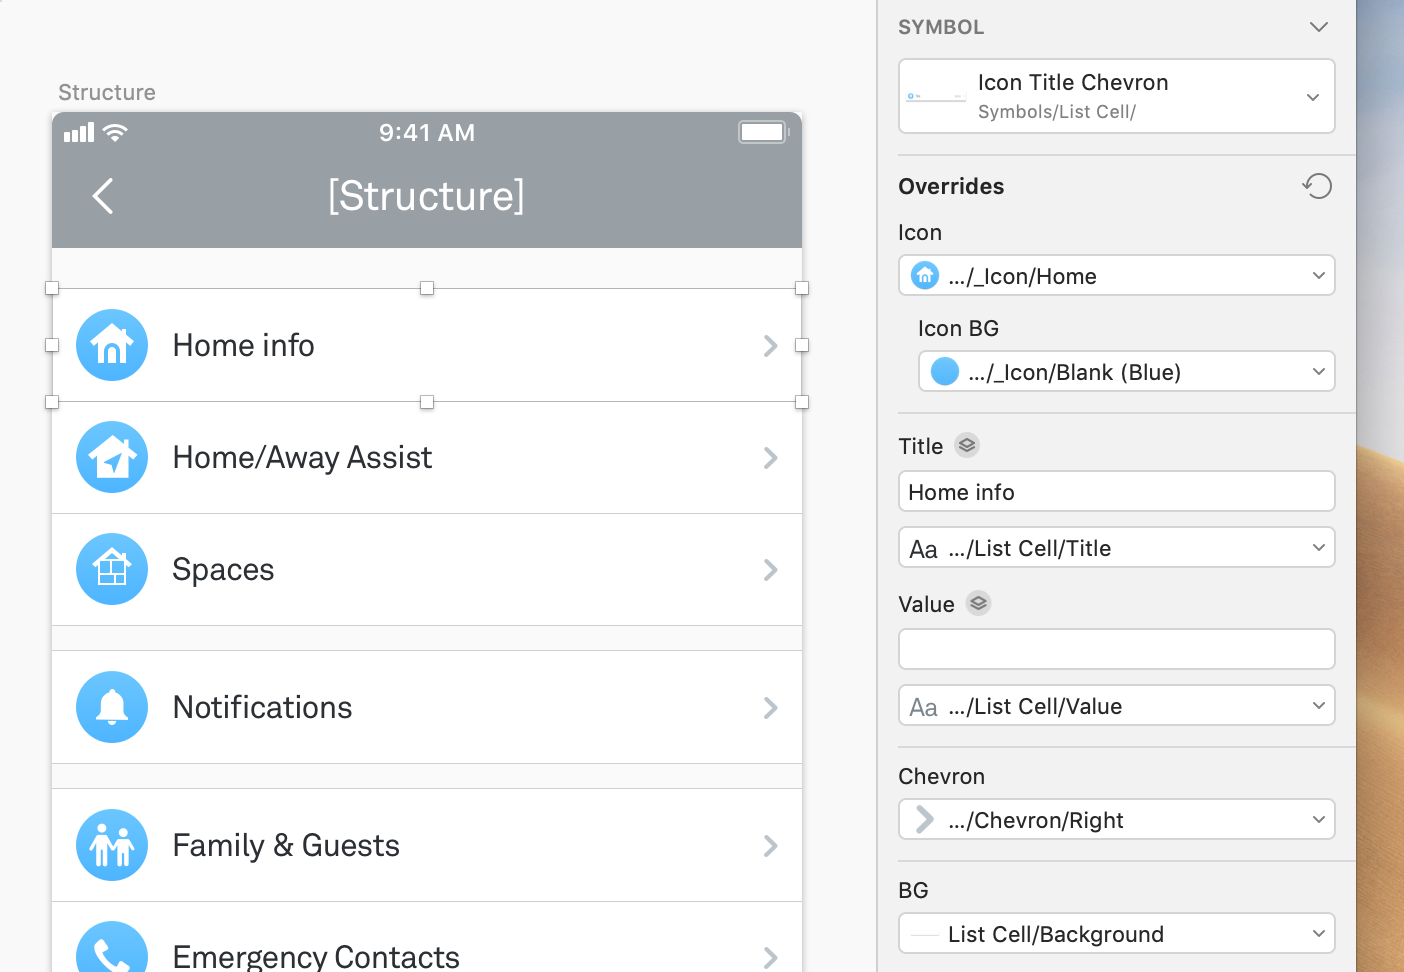 Structure
9:41 AM
[Structure]
Home info
Home/Away Assist
Spaces
Notifications
Family & Guests
Emergency Contacts
SYMBOL
Icon Title Chevron
Symbols/List Cell/
Overrides
Icon
.../_Icon/Home
Icon BG
.../_Icon/Blank (Blue)
Title
Home info
Aa .../List Cell/Title
Value
Aa .../List Cell/Value
Chevron
.../Chevron/Right
BG
List Cell/Background